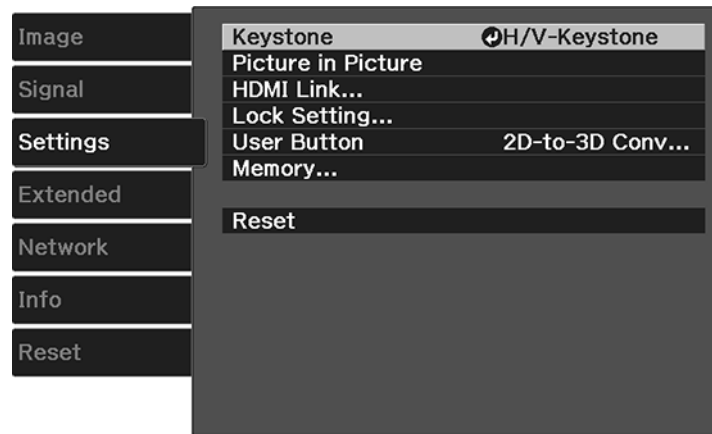 Image
Signal
Settings
Extended
Network
Info
Reset
Keystone H/V-Keystone
Picture in Picture
HDMI Link...
Lock Setting...
User Button 2D-to-3D Conv...
Memory...
Reset